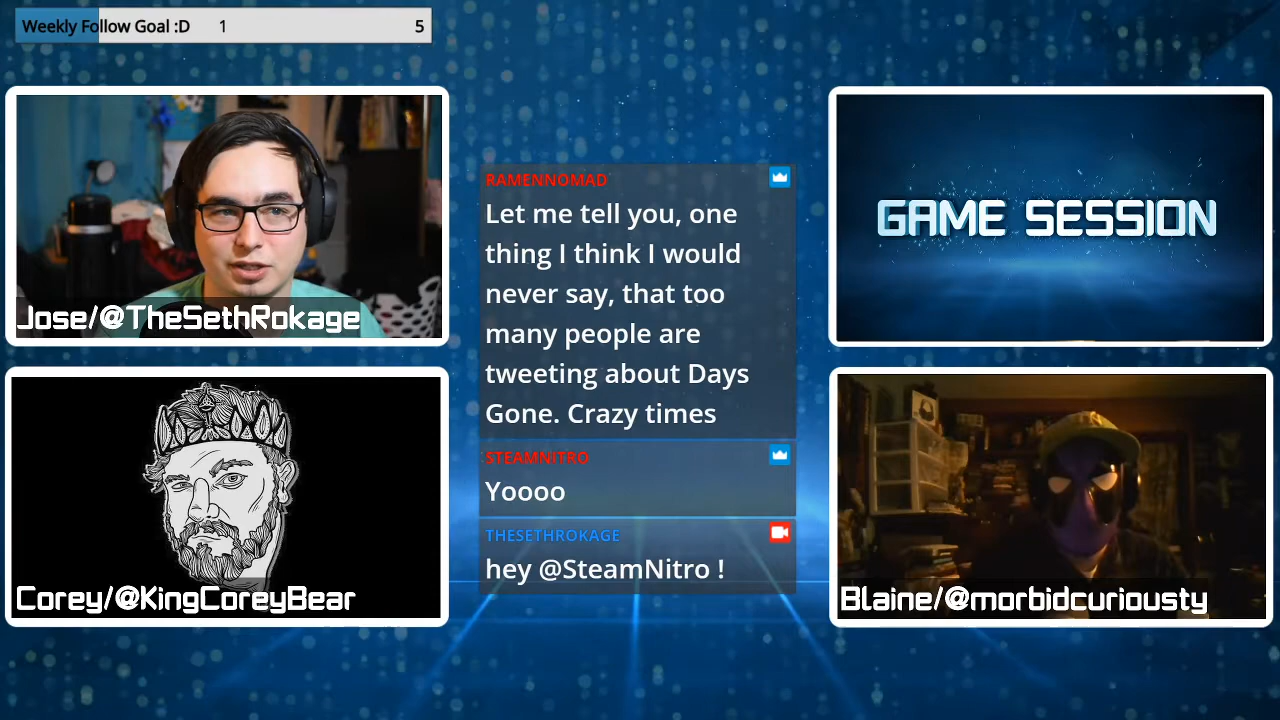 Weekly Follow Goal :D 1 5
Jose/@TheSethRokage
Corey/@KingCoreyBear
RAMENNOMAD
Let me tell you, one
thing I think I would
never say, that too
many people are
tweeting about Days
Gone. Crazy times
STEAMNITRO
Yoooo
THESETHROKAGE
hey @SteamNitro !
GAME SESSION
Blaine/@morbidcuriousty